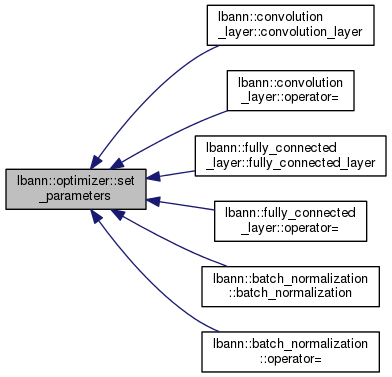 lbann::convolution
_layer::convolution_layer
lbann::convolution
_layer::operator=
lbann::fully_connected
_layer::fully_connected_layer
lbann::optimizer::set
_parameters
lbann::fully_connected
_layer::operator=
lbann::batch_normalization
::batch_normalization
lbann::batch_normalization
::operator=